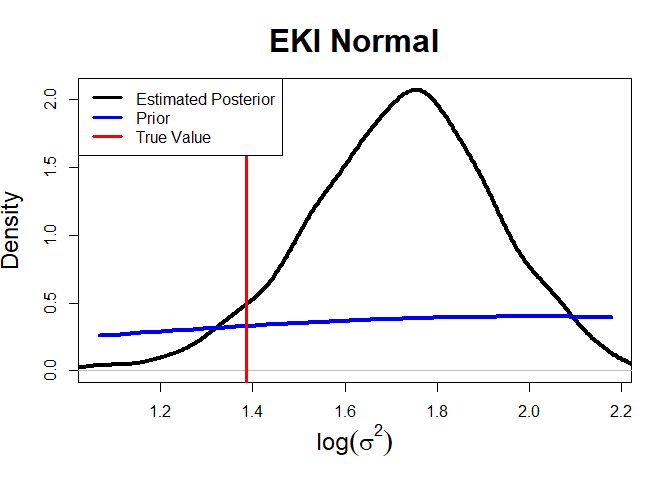 EKI Normal
Estimated Posterior
Prior
True Value
Density
0.0
0.5
1.0
1.5
2.0
1.2 1.4 1.6 1.8 2.0 2.2
log(σ²)